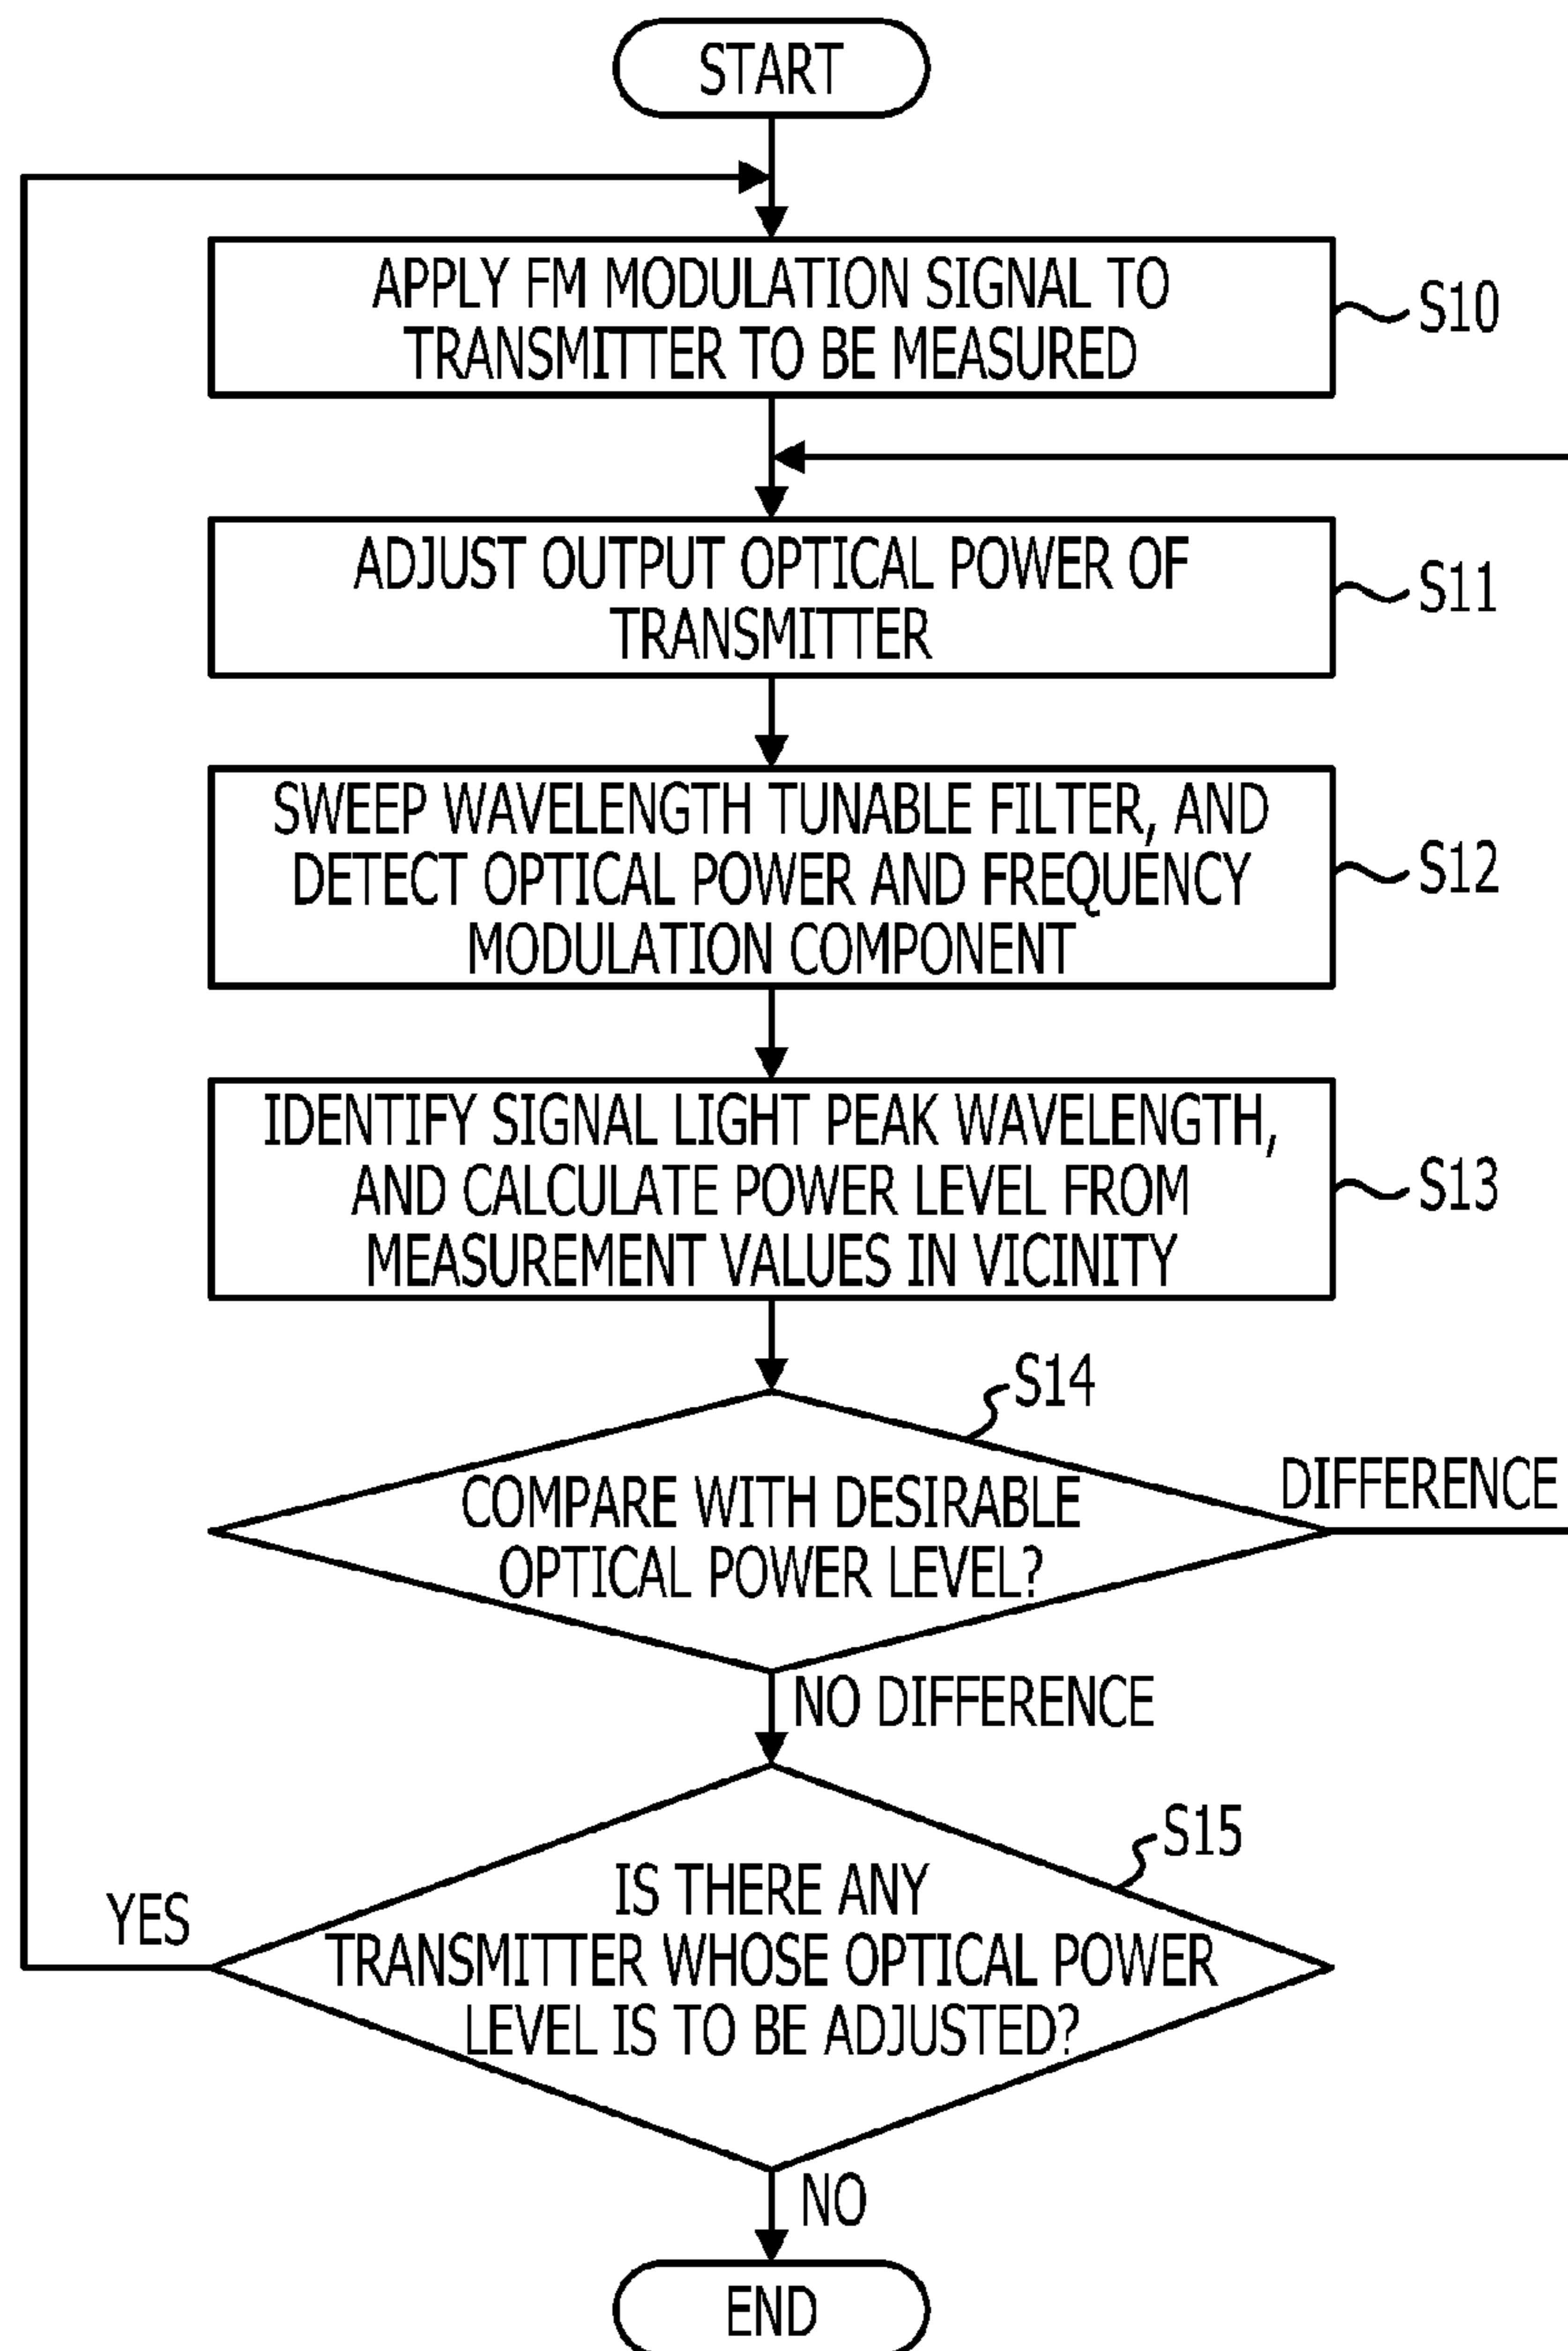 START
APPLY FM MODULATION SIGNAL TO
TRANSMITTER TO BE MEASURED
S10
ADJUST OUTPUT OPTICAL POWER OF
TRANSMITTER
S11
SWEEP WAVELENGTH TUNABLE FILTER, AND
DETECT OPTICAL POWER AND FREQUENCY
MODULATION COMPONENT
S12
IDENTIFY SIGNAL LIGHT PEAK WAVELENGTH,
AND CALCULATE POWER LEVEL FROM
MEASUREMENT VALUES IN VICINITY
S13
S14
COMPARE WITH DESIRABLE
OPTICAL POWER LEVEL?
DIFFERENCE
NO DIFFERENCE
S15
IS THERE ANY
TRANSMITTER WHOSE OPTICAL POWER
LEVEL IS TO BE ADJUSTED?
YES
NO
END